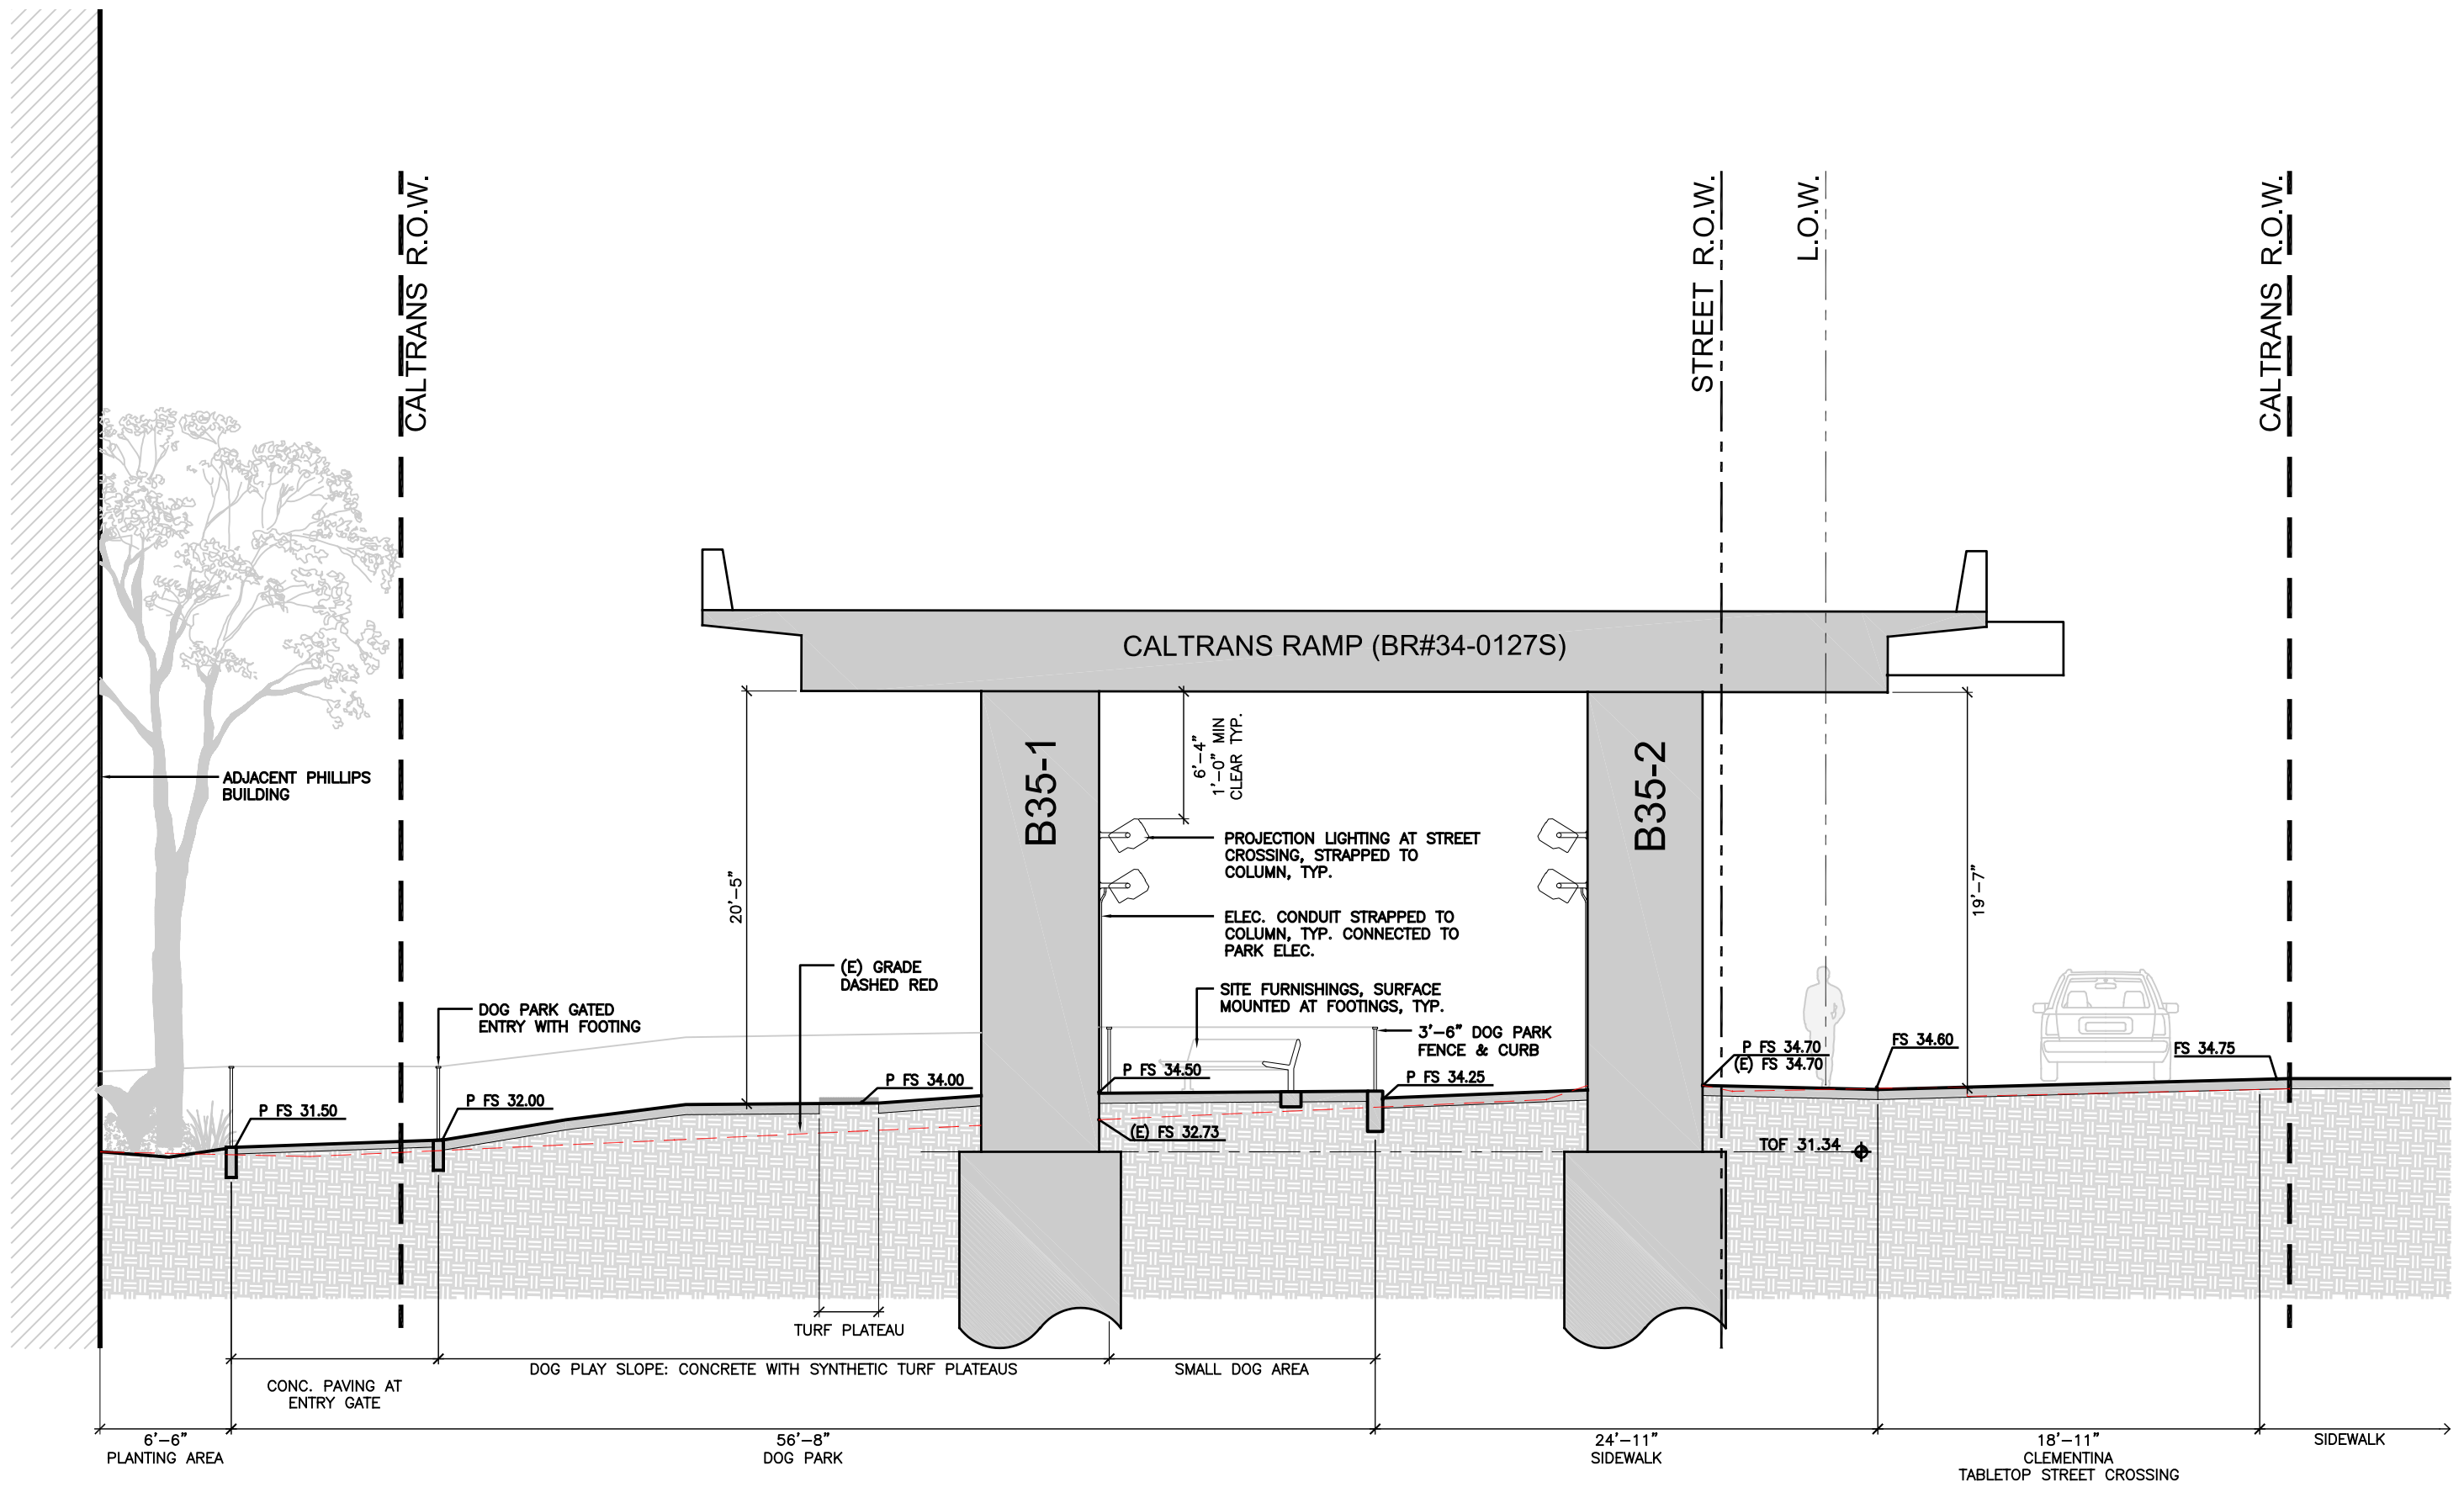 CALTRANS R.O.W.
STREET R.O.W.
L.O.W.
CALTRANS R.O.W.
CALTRANS RAMP (BR#34-0127S)
B35-1
B35-2
6'-4"
1'-0" MIN
CLEAR TYP.
20'-5"
19'-7"
ADJACENT PHILLIPS
BUILDING
PROJECTION LIGHTING AT STREET
CROSSING, STRAPPED TO
COLUMN, TYP.
ELEC. CONDUIT STRAPPED TO
COLUMN, TYP. CONNECTED TO
PARK ELEC.
(E) GRADE
DASHED RED
SITE FURNISHINGS, SURFACE
MOUNTED AT FOOTINGS, TYP.
DOG PARK GATED
ENTRY WITH FOOTING
3'-6" DOG PARK
FENCE & CURB
P FS 31.50
P FS 32.00
P FS 34.00
P FS 34.50
(E) FS 32.73
P FS 34.25
P FS 34.70
(E) FS 34.70
FS 34.60
FS 34.75
TOF 31.34
TURF PLATEAU
CONC. PAVING AT
ENTRY GATE
DOG PLAY SLOPE: CONCRETE WITH SYNTHETIC TURF PLATEAUS
SMALL DOG AREA
6'-6"
PLANTING AREA
56'-8"
DOG PARK
24'-11"
SIDEWALK
18'-11"
CLEMENTINA
TABLETOP STREET CROSSING
SIDEWALK